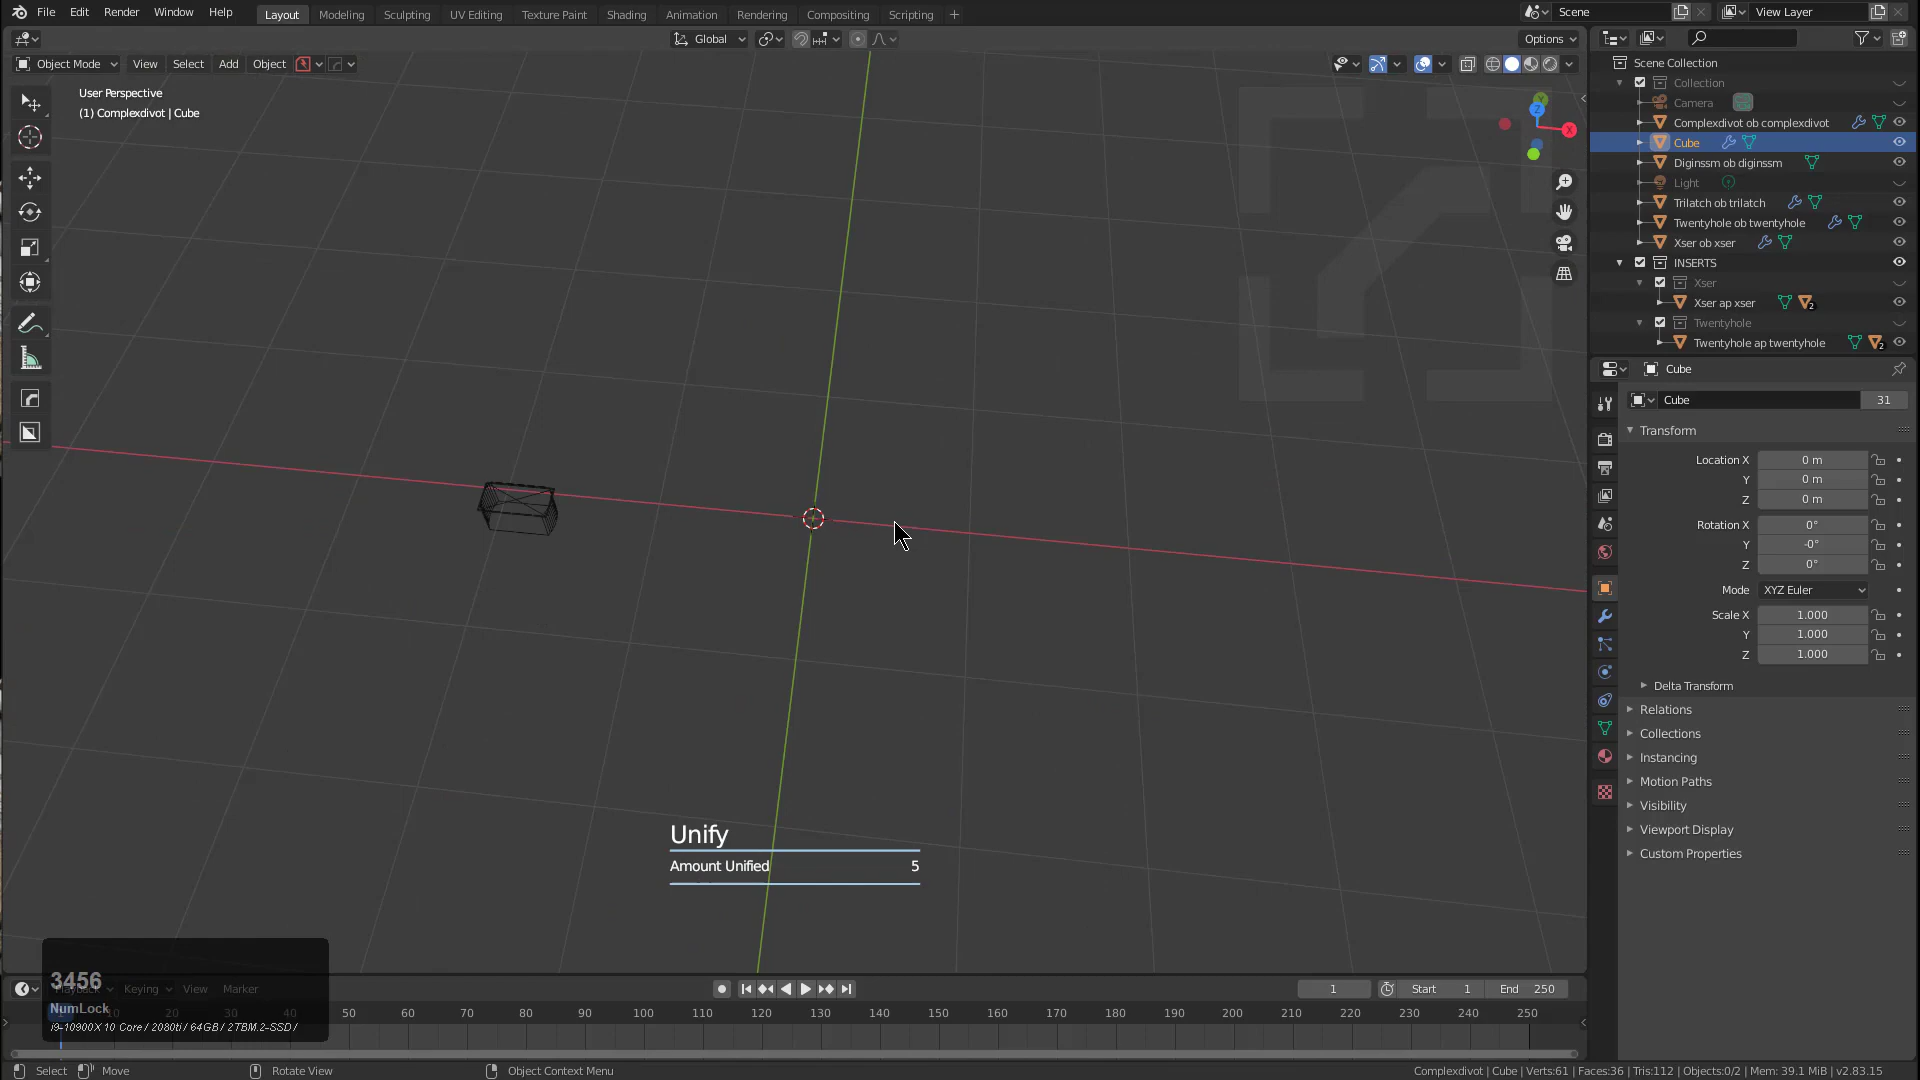 File Edit Render Window Help Layout Modeling Sculpting UV Editing Texture Paint Shading Animation Rendering Compositing Scripting + Scene View Layer
Global Options
Object Mode View Select Add Object
User Perspective
(1) Complexdivot | Cube
Y
Z
X
Scene Collection
Collection
Camera
Complexdivot ob complexdivot
Cube
Diginssm ob diginssm
Light
Trilatch ob trilatch
Twentyhole ob twentyhole
Xser ob xser
INSERTS
Xser
Xser ap xser 2
Twentyhole
Twentyhole ap twentyhole 2
Cube
Cube 31
Transform
Location X 0 m
Y 0 m
Z 0 m
Rotation X 0°
Y -0°
Z 0°
Mode XYZ Euler
Scale X 1.000
Y 1.000
Z 1.000
Delta Transform
Relations
Collections
Instancing
Motion Paths
Visibility
Viewport Display
Custom Properties
Unify
Amount Unified 5
3456
NumLock
i9-10900X 10 Core / 2080ti / 64GB / 2TBM.2-SSD /
Playback Keying View Marker 1 Start 1 End 250
1 10 20 30 40 50 60 70 80 90 100 110 120 130 140 150 160 170 180 190 200 210 220 230 240 250
Select Move Rotate View Object Context Menu Complexdivot | Cube | Verts:61 | Faces:36 | Tris:112 | Objects:0/2 | Mem: 39.1 MiB | v2.83.15